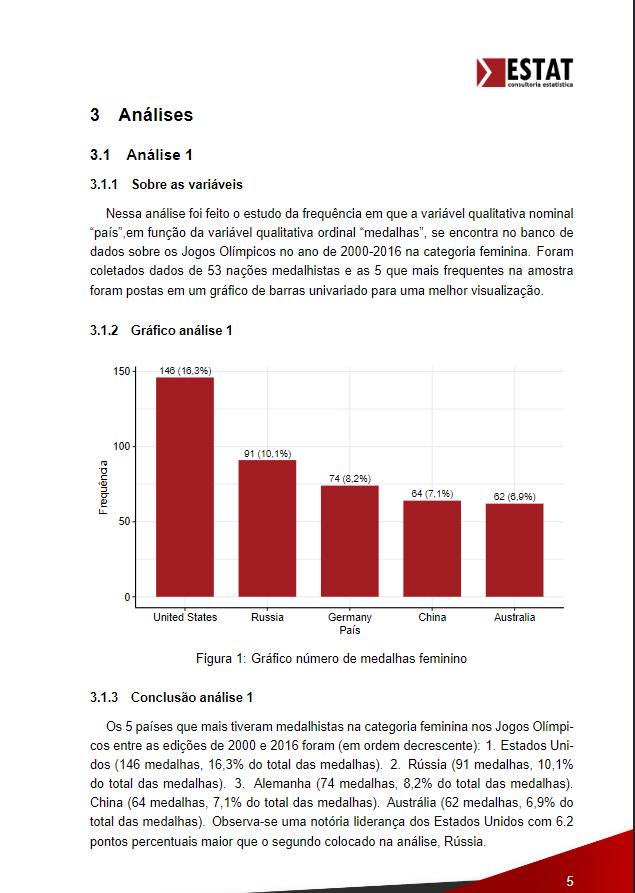 ESTAT
consultoria estatística
3 Análises
3.1 Análise 1
3.1.1 Sobre as variáveis
Nessa análise foi feito o estudo da frequência em que a variável qualitativa nominal
“país”,em função da variável qualitativa ordinal “medalhas”, se encontra no banco de
dados sobre os Jogos Olímpicos no ano de 2000-2016 na categoria feminina. Foram
coletados dados de 53 nações medalhistas e as 5 que mais frequentes na amostra
foram postas em um gráfico de barras univariado para uma melhor visualização.
3.1.2 Gráfico análise 1
150
100
50
0
Frequência
146 (16,3%)
91 (10,1%)
74 (8,2%)
64 (7,1%)
62 (6,9%)
United States
Russia
Germany
China
Australia
País
Figura 1: Gráfico número de medalhas feminino
3.1.3 Conclusão análise 1
Os 5 países que mais tiveram medalhistas na categoria feminina nos Jogos Olímpi-
cos entre as edições de 2000 e 2016 foram (em ordem decrescente): 1. Estados Uni-
dos (146 medalhas, 16,3% do total das medalhas). 2. Rússia (91 medalhas, 10,1%
do total das medalhas). 3. Alemanha (74 medalhas, 8,2% do total das medalhas).
China (64 medalhas, 7,1% do total das medalhas). Austrália (62 medalhas, 6,9% do
total das medalhas). Observa-se uma notória liderança dos Estados Unidos com 6.2
pontos percentuais maior que o segundo colocado na análise, Rússia.
5